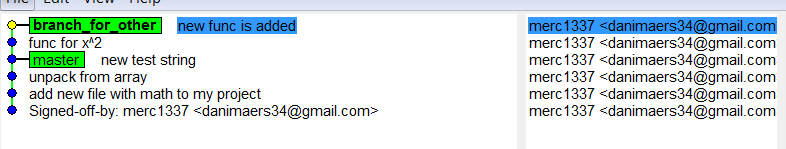 File Edit View Help
branch_for_other new func is added merc1337 <danimaers34@gmail.com
func for x^2 merc1337 <danimaers34@gmail.com
master new test string merc1337 <danimaers34@gmail.com
unpack from array merc1337 <danimaers34@gmail.com
add new file with math to my project merc1337 <danimaers34@gmail.com
Signed-off-by: merc1337 <danimaers34@gmail.com> merc1337 <danimaers34@gmail.com